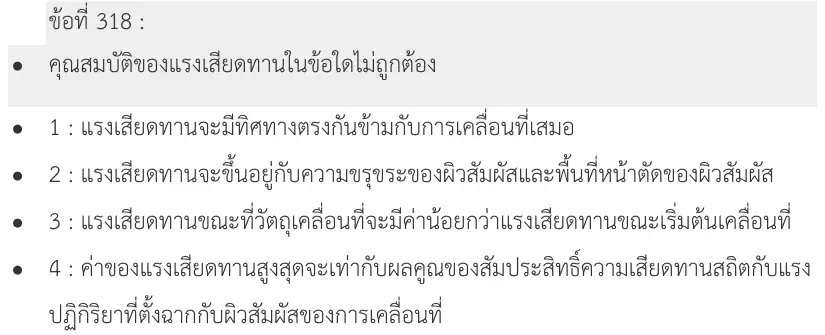 ข้อที่ 318 :
• คุณสมบัติของแรงเสียดทานในข้อใดไม่ถูกต้อง
• 1 : แรงเสียดทานจะมีทิศทางตรงกันข้ามกับการเคลื่อนที่เสมอ
• 2 : แรงเสียดทานจะขึ้นอยู่กับความขรุขระของผิวสัมผัสและพื้นที่หน้าตัดของผิวสัมผัส
• 3 : แรงเสียดทานขณะที่วัตถุเคลื่อนที่จะมีค่าน้อยกว่าแรงเสียดทานขณะเริ่มต้นเคลื่อนที่
• 4 : ค่าของแรงเสียดทานสูงสุดจะเท่ากับผลคูณของสัมประสิทธิ์ความเสียดทานสถิตกับแรง
ปฏิกิริยาที่ตั้งฉากกับผิวสัมผัสของการเคลื่อนที่